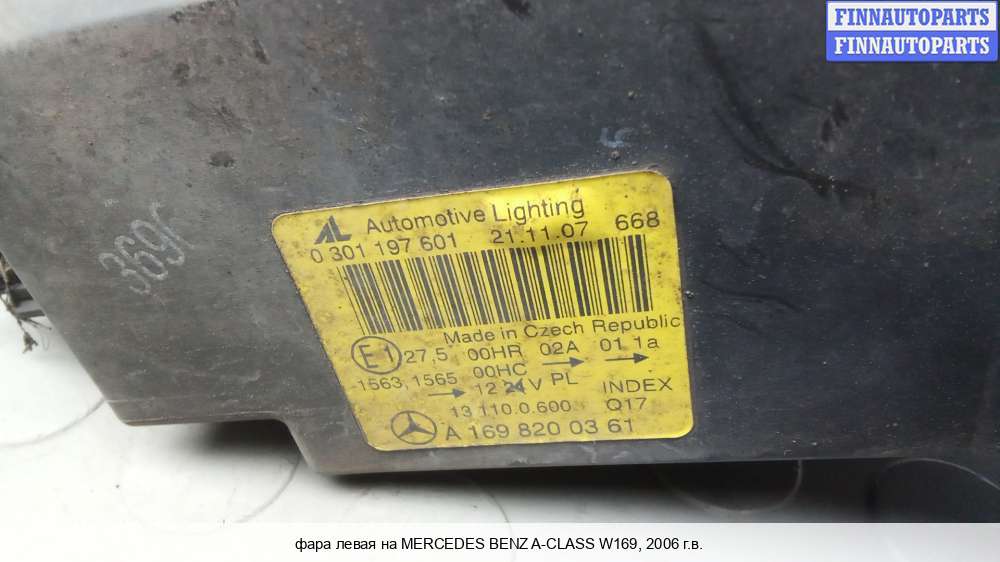 FINNAUTOPARTS
FINNAUTOPARTS
AL Automotive Lighting
0 301 197 601 21.11.07 668
Made in Czech Republic
E1 27,5 00HR 02A 01 1a
1563,1565 00HC
12 24V PL INDEX
13 110.0.600 Q17
A 169 820 03 61
фара левая на MERCEDES BENZ A-CLASS W169, 2006 г.в.